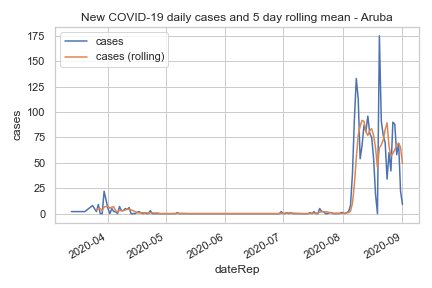 New COVID-19 daily cases and 5 day rolling mean - Aruba
cases
cases (rolling)
175
150
125
100
75
50
25
0
cases
2020-04
2020-05
2020-06
2020-07
2020-08
2020-09
dateRep